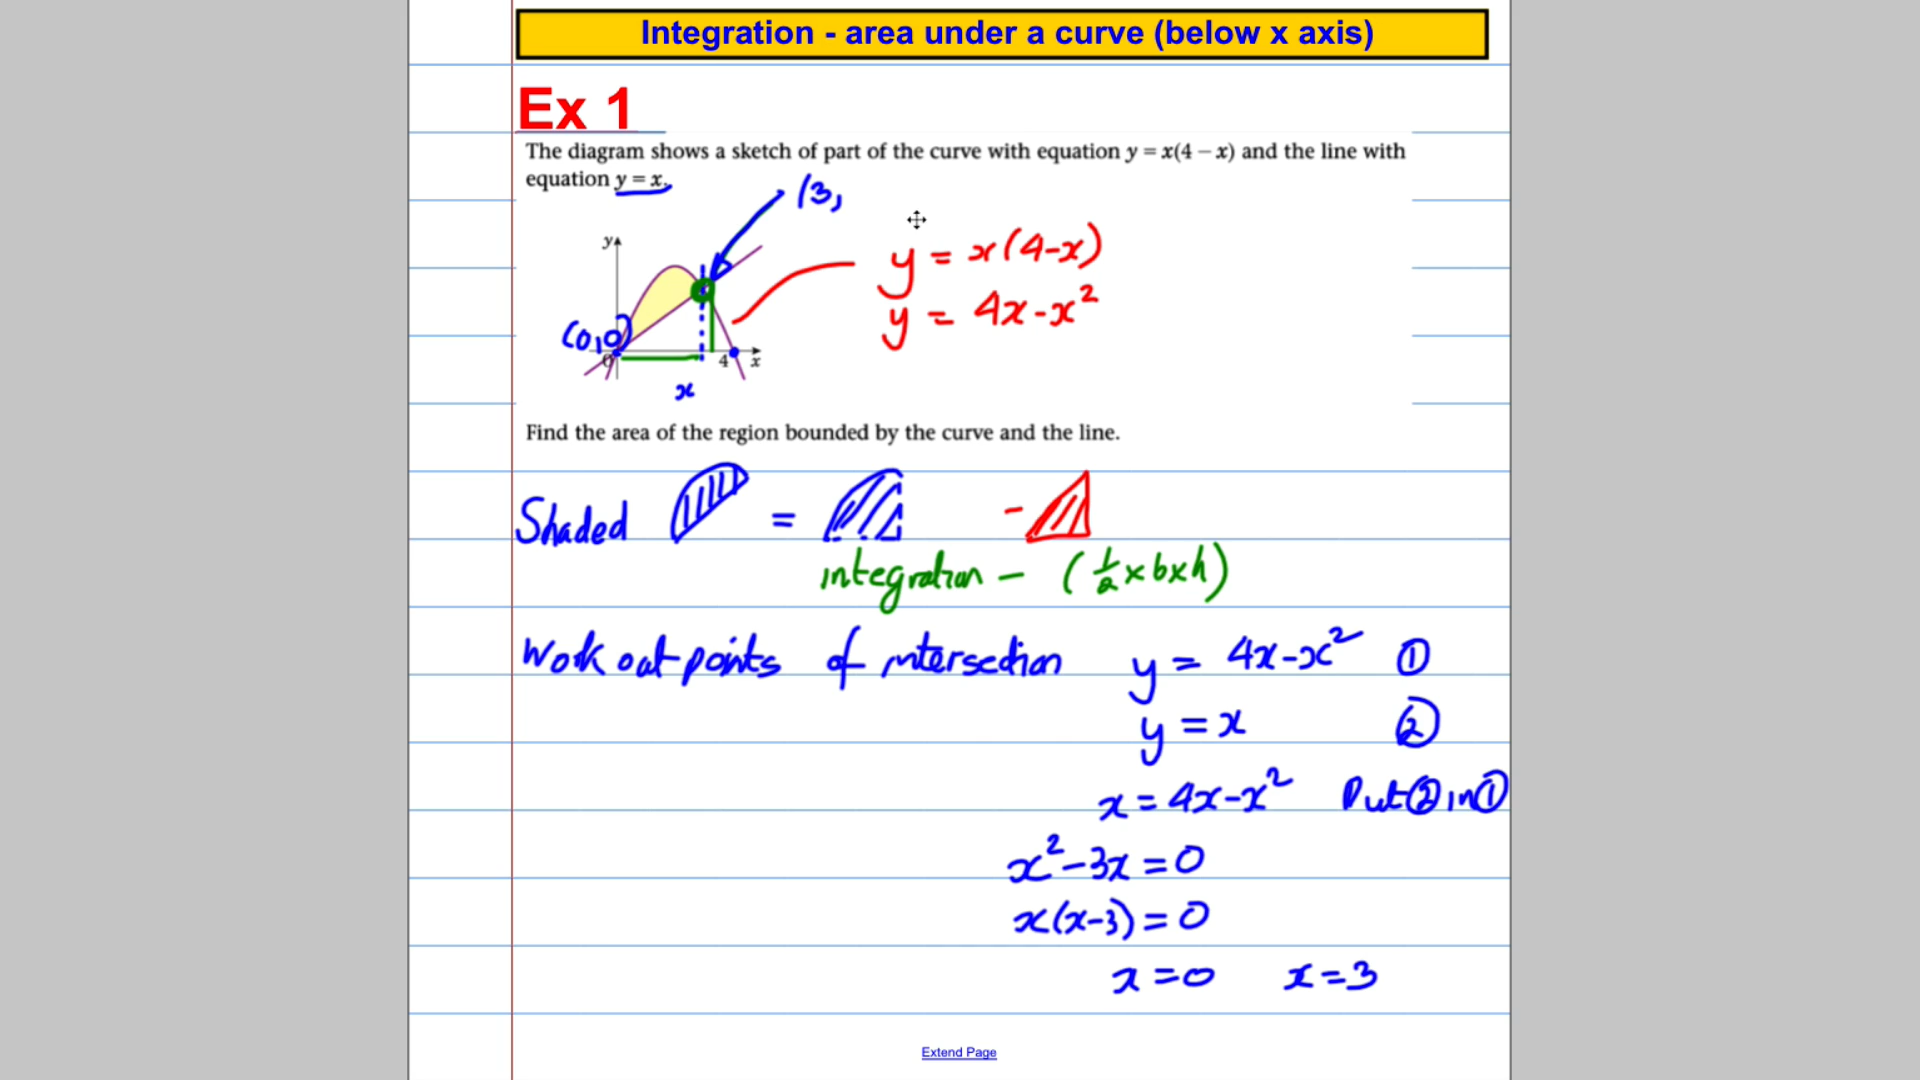 Integration - area under a curve (below x axis)
Ex 1
The diagram shows a sketch of part of the curve with equation y = x(4 − x) and the line with
equation y = x.
(3,
y
y = x(4-x)
y = 4x-x²
(0,0)
O 4 x
x
Find the area of the region bounded by the curve and the line.
Shaded = -
integration - (½xbxh)
Work out points of intersection y = 4x-x² ①
y = x ②
x = 4x-x² Put ② in ①
x²-3x = 0
x(x-3) = 0
x = 0 x = 3
Extend Page